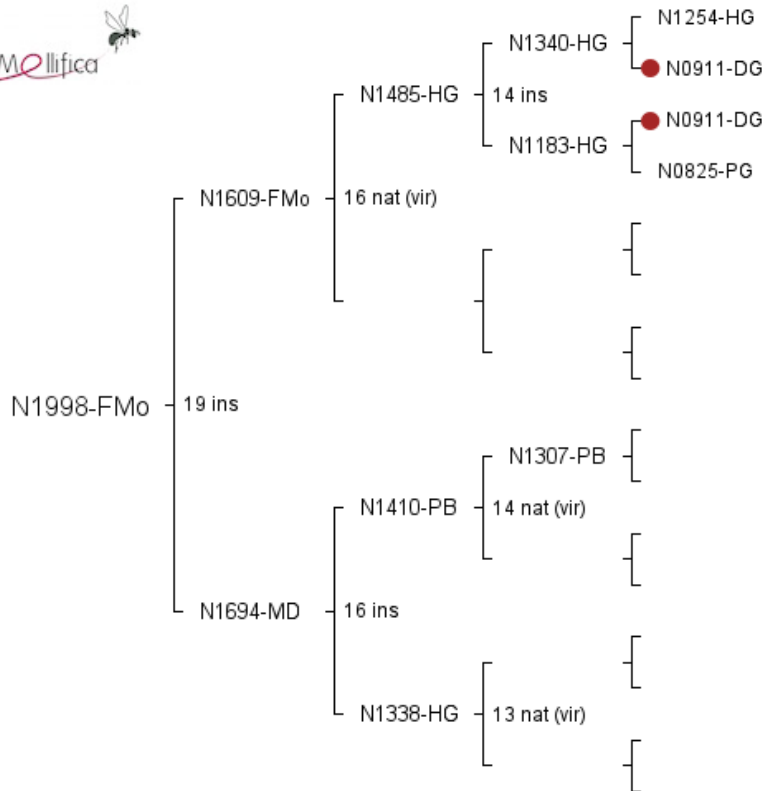 Mellifica
N1254-HG
N1340-HG
N0911-DG
N1485-HG
14 ins
N0911-DG
N1183-HG
N0825-PG
N1609-FMo
16 nat (vir)
N1998-FMo
19 ins
N1307-PB
N1410-PB
14 nat (vir)
N1694-MD
16 ins
N1338-HG
13 nat (vir)